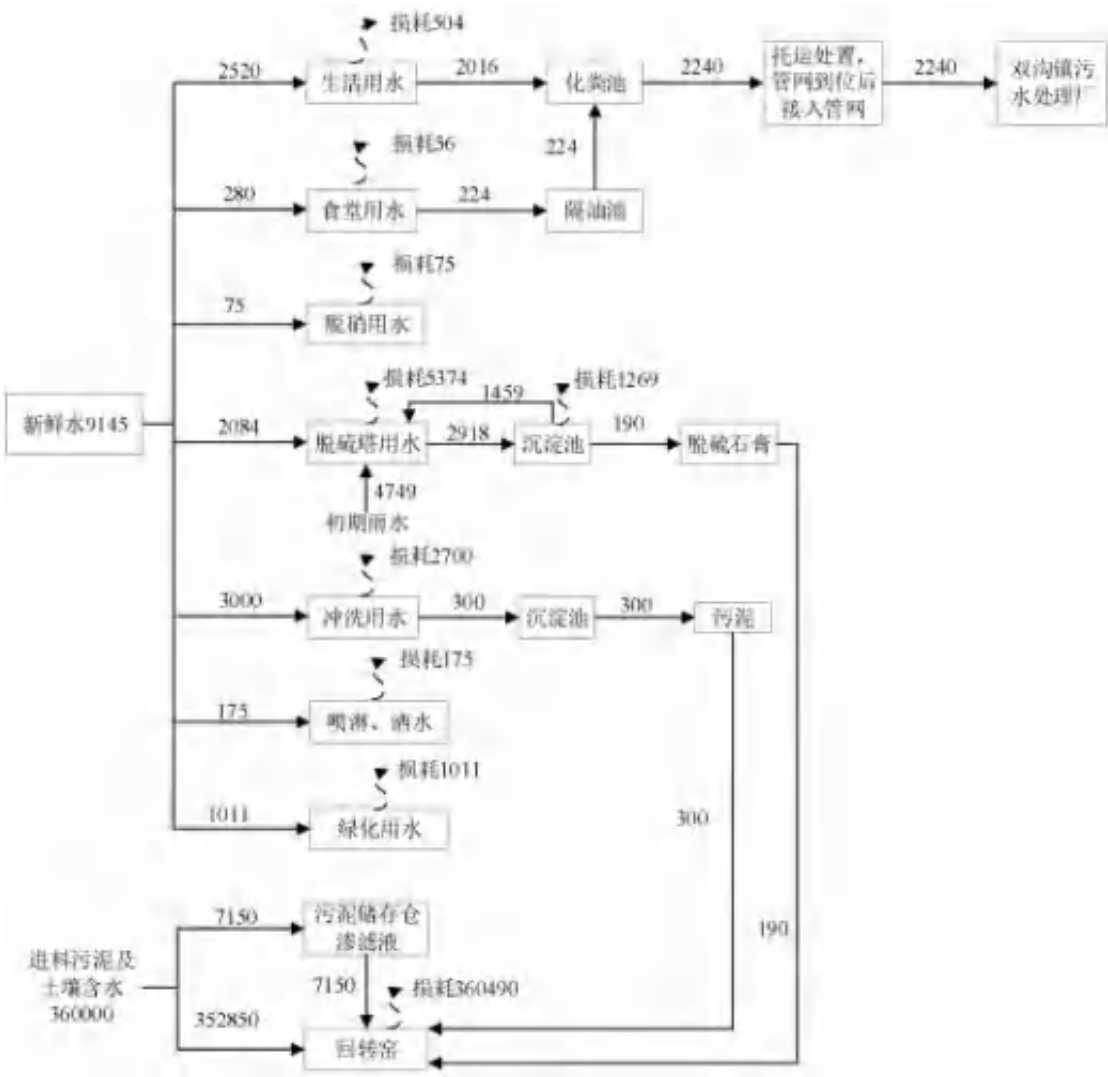 损耗504
2520
生活用水
2016
化粪池
2240
托运处置,
管网到位后
接入管网
2240
双沟镇污
水处理厂
损耗56
224
280
食堂用水
224
隔油池
损耗75
75
脱硝用水
损耗5374
1459
损耗1269
新鲜水9145
2084
脱硫塔用水
2918
沉淀池
190
脱硫石膏
4749
初期雨水
损耗2700
3000
冲洗用水
300
沉淀池
300
污泥
损耗175
175
喷淋、洒水
损耗1011
1011
绿化用水
300
7150
污泥储存仓
渗滤液
190
进料污泥及
土壤含水
360000
7150
损耗360490
352850
回转窑